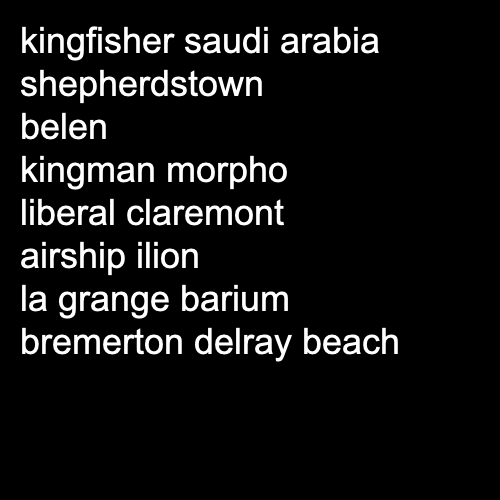 kingfisher saudi arabia
shepherdstown
belen
kingman morpho
liberal claremont
airship ilion
la grange barium
bremerton delray beach